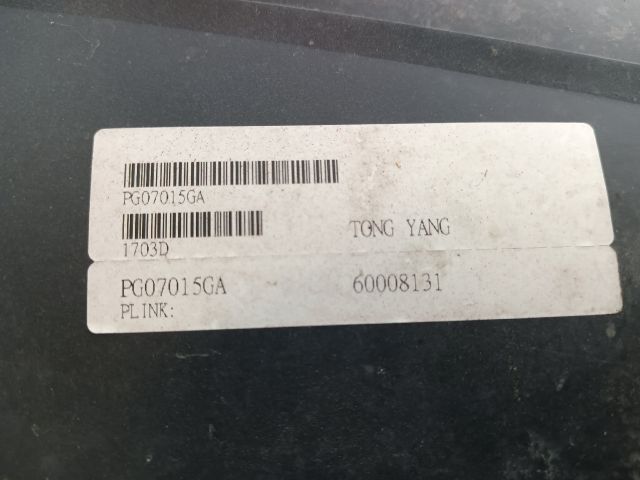 PG07015GA
1703D TONG YANG
PG07015GA 60008131
PLINK: